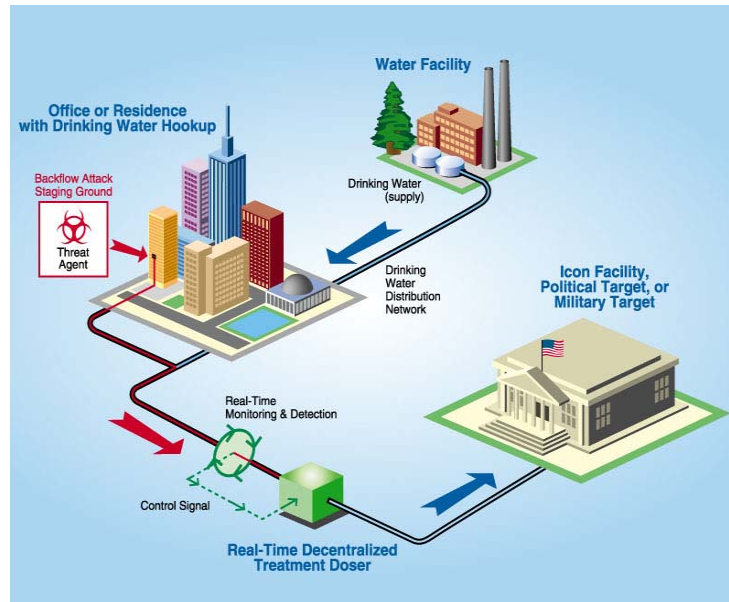 Water Facility
Office or Residence
with Drinking Water Hookup
Backflow Attack
Staging Ground
Threat
Agent
Drinking Water
(supply)
Drinking
Water
Distribution
Network
Icon Facility,
Political Target, or
Military Target
Real-Time
Monitoring & Detection
Control Signal
Real-Time Decentralized
Treatment Doser